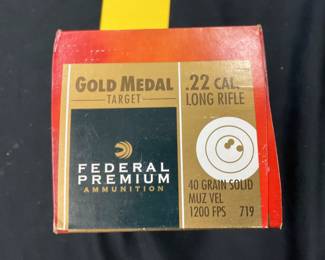 GOLD MEDAL
TARGET
FEDERAL
PREMIUM
AMMUNITION
.22 CAL.
LONG RIFLE
40 GRAIN SOLID
MUZ VEL
1200 FPS 719